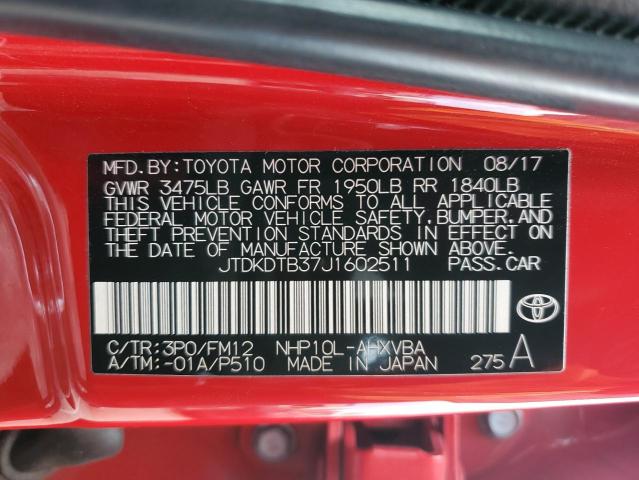 MFD. BY: TOYOTA MOTOR CORPORATION 08/17
GVWR 3475LB GAWR FR 1950LB RR 1840LB
THIS VEHICLE CONFORMS TO ALL APPLICABLE
FEDERAL MOTOR VEHICLE SAFETY, BUMPER, AND
THEFT PREVENTION STANDARDS IN EFFECT ON
THE DATE OF MANUFACTURE SHOWN ABOVE.
JTDKDTB37J1602511 PASS. CAR
C/TR: 3P0/FM12 NHP10L-AHXVBA
A/TM: -01A/P510 MADE IN JAPAN 275 A